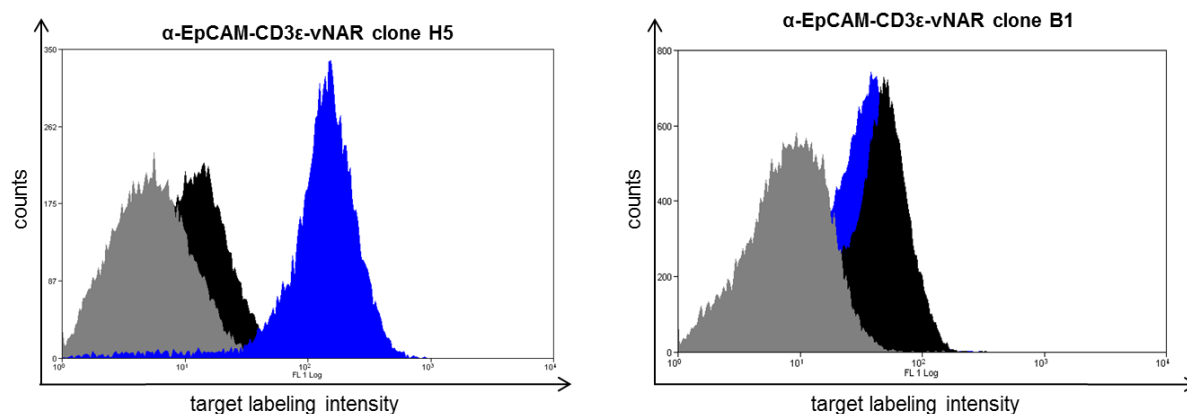 α-EpCAM-CD3ε-vNAR clone H5
350
262
175
87
0
counts
10⁰
10¹
10²
10³
10⁴
FL 1 Log
target labeling intensity
α-EpCAM-CD3ε-vNAR clone B1
800
600
400
200
0
counts
10⁰
10¹
10²
10³
10⁴
FL 1 Log
target labeling intensity